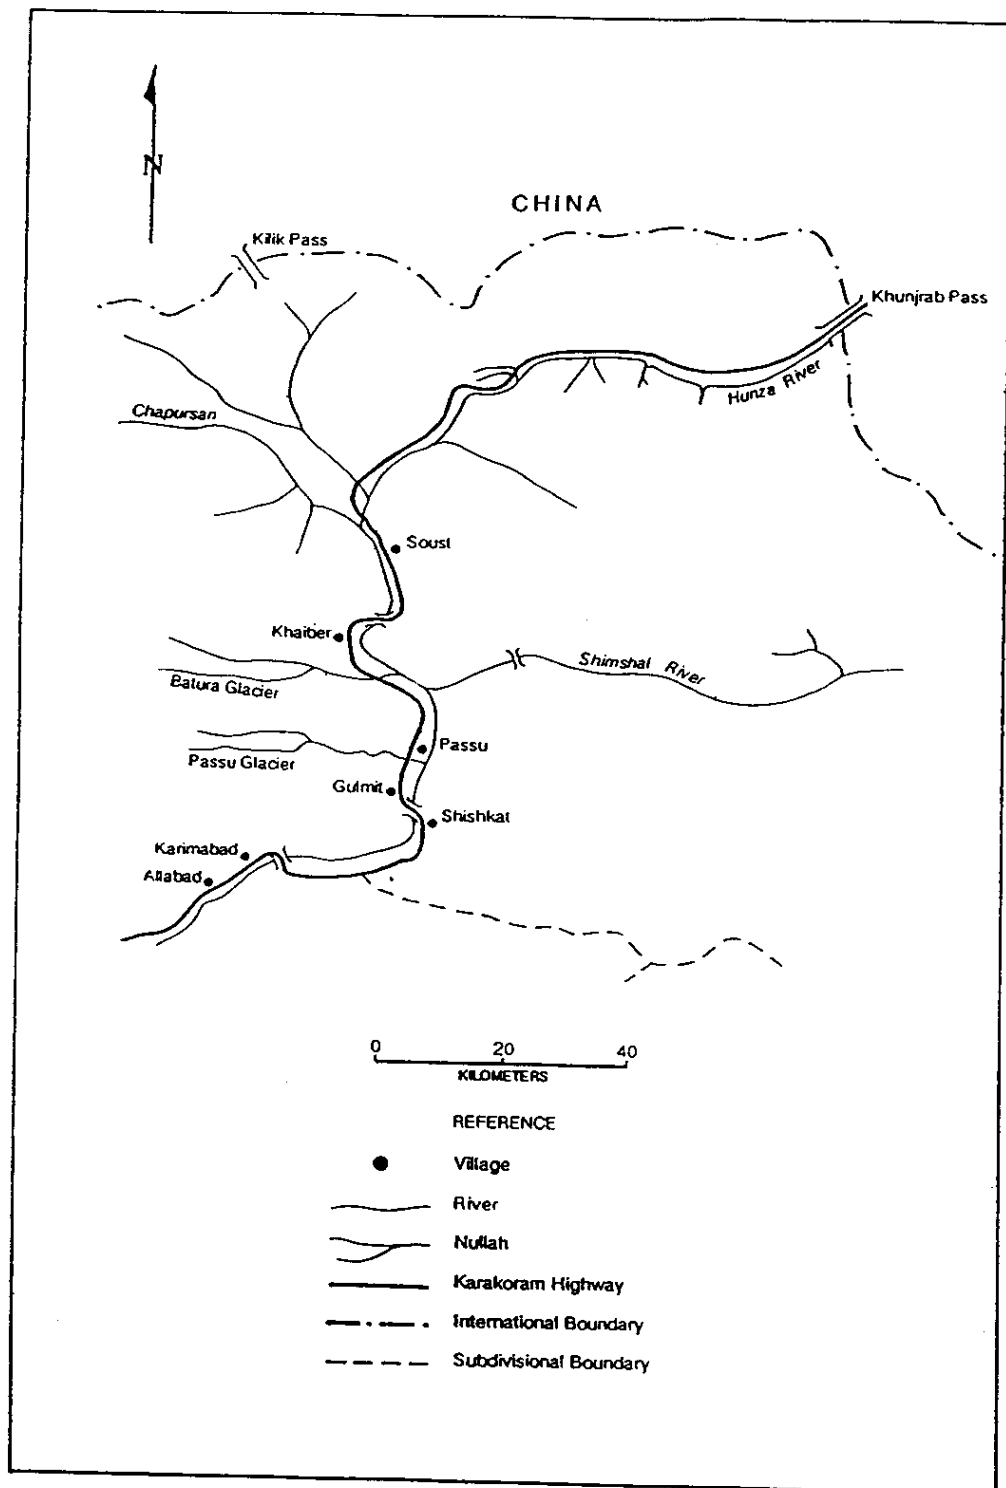 N
CHINA
Kilik Pass
Khunjrab Pass
Hunza River
Chapursan
Sousl
Khaiber
Shimshal River
Batura Glacier
Passu
Passu Glacier
Gulmit
Shishkat
Karimabad
Aliabad
0 20 40
KILOMETERS
REFERENCE
Village
River
Nullah
Karakoram Highway
International Boundary
Subdivisional Boundary